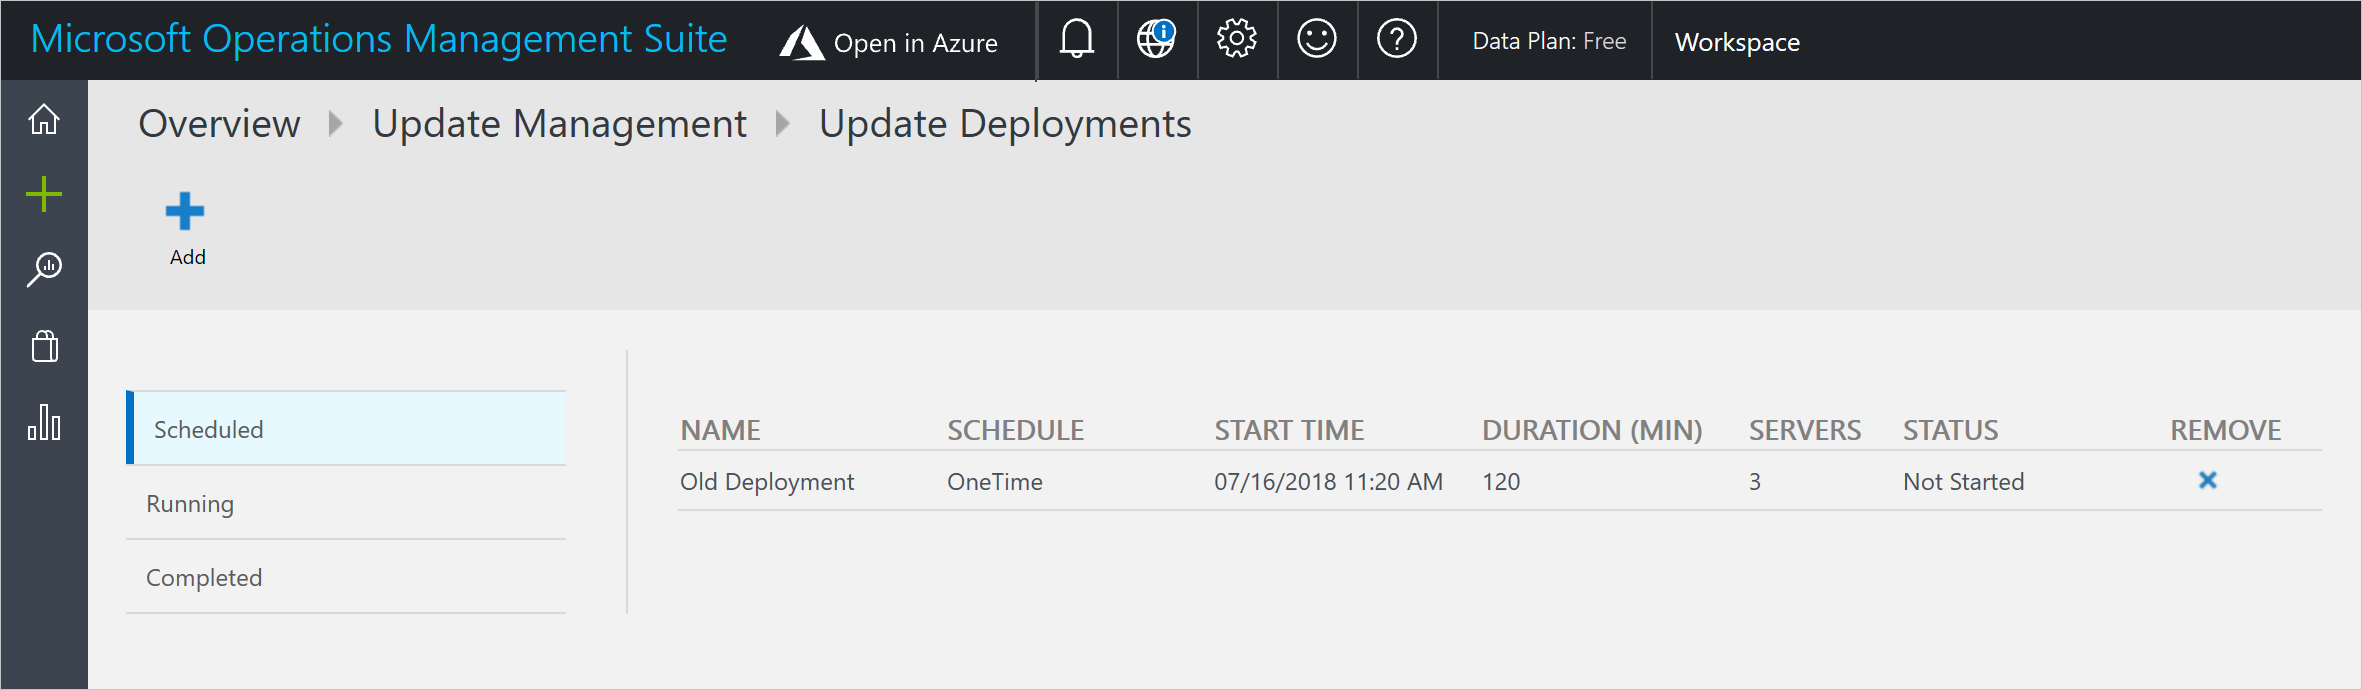 Microsoft Operations Management Suite
Open in Azure
Data Plan: Free
Workspace
Overview
Update Management
Update Deployments
Add
Scheduled
Running
Completed
NAME SCHEDULE START TIME DURATION (MIN) SERVERS STATUS REMOVE
Old Deployment OneTime 07/16/2018 11:20 AM 120 3 Not Started